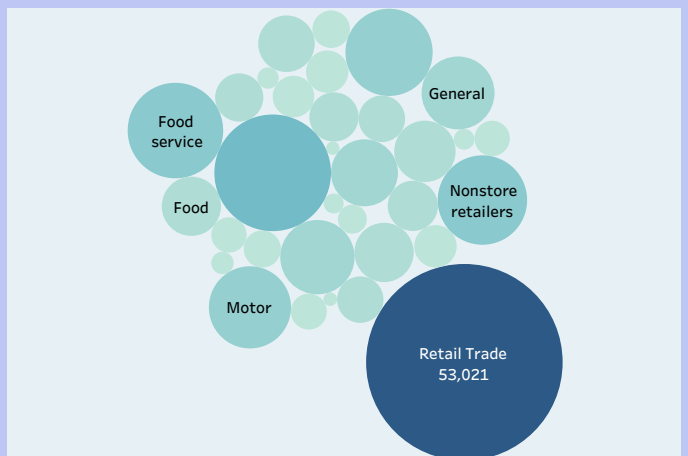 General
Food
service
Nonstore
retailers
Food
Motor
Retail Trade
53,021